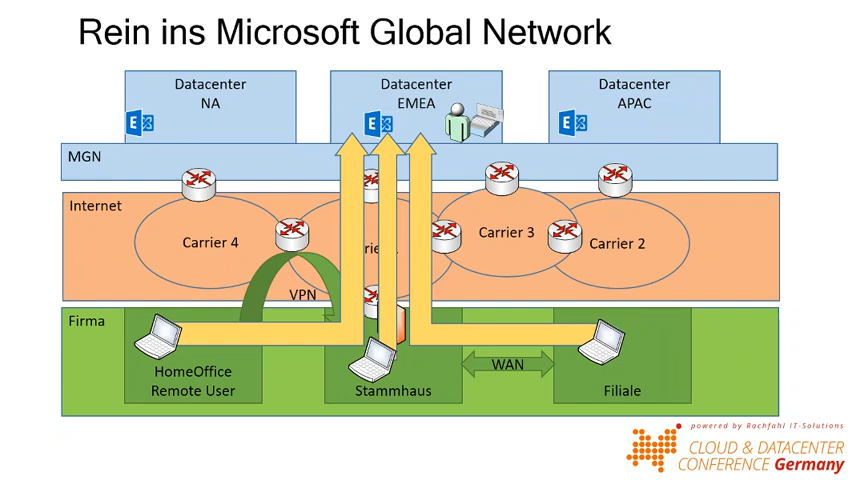 Rein ins Microsoft Global Network
Datacenter
NA
Datacenter
EMEA
Datacenter
APAC
MGN
Internet
Carrier 4
Carrier 3
Carrier 2
VPN
Firma
HomeOffice
Remote User
Stammhaus
WAN
Filiale
powered by Rachfahl IT-Solutions
CLOUD & DATACENTER
CONFERENCE Germany